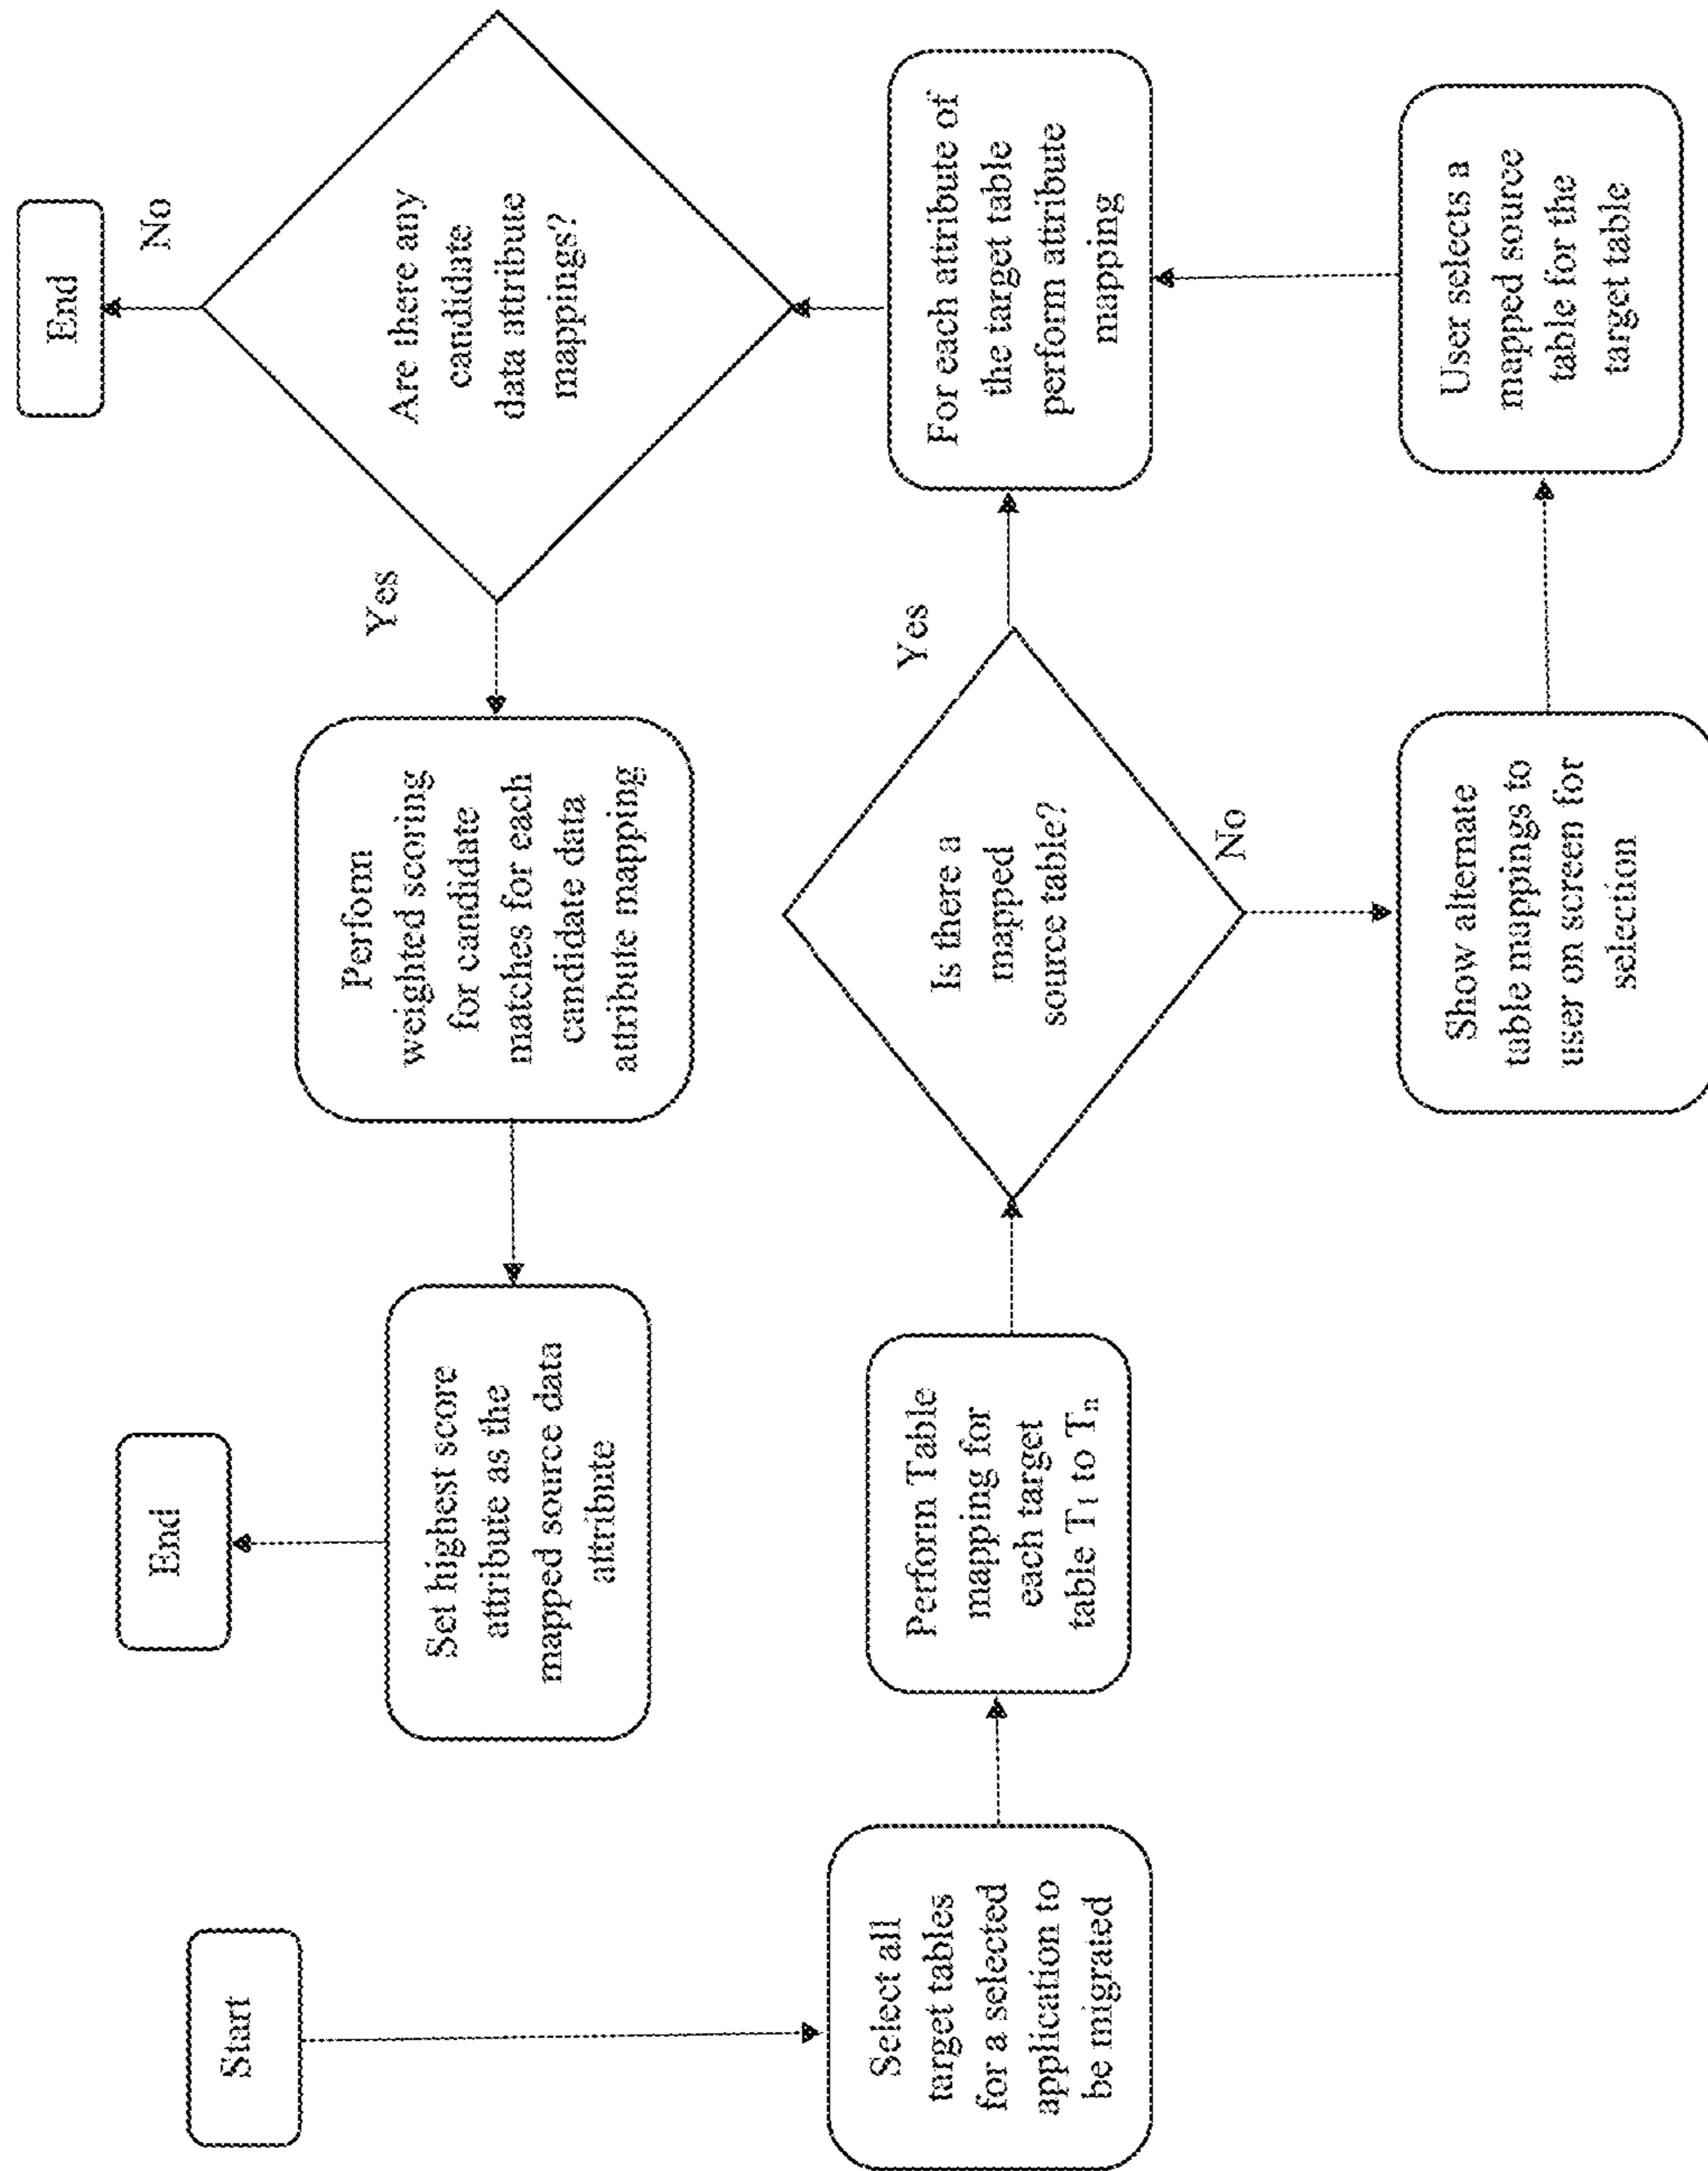 Start
Select all
target tables
for a selected
application to
be migrated
Perform Table
mapping for
each target
table T1 to Tn
Is there a
mapped
source table?
Yes
No
Show alternate
table mappings to
user on screen for
selection
User selects a
mapped source
table for the
target table
For each attribute of
the target table
perform attribute
mapping
Are there any
candidate
data attribute
mappings?
No
End
Yes
Perform
weighted scoring
for candidate
matches for each
candidate data
attribute mapping
Set highest score
attribute as the
mapped source data
attribute
End